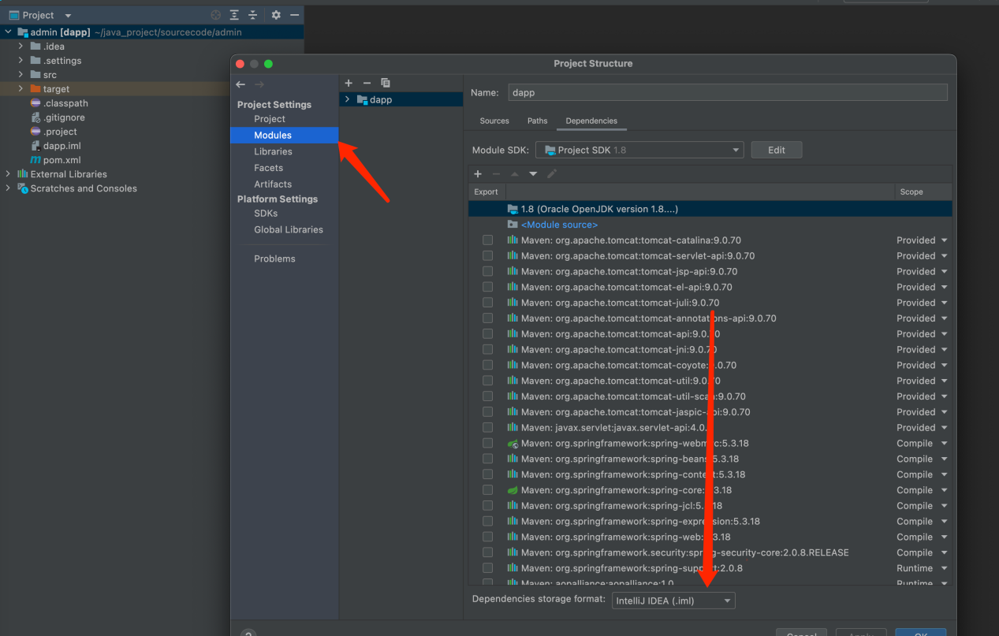 Project
admin [dapp] ~/java_project/sourcecode/admin
.idea
.settings
src
target
.classpath
.gitignore
.project
dapp.iml
pom.xml
External Libraries
Scratches and Consoles
Project Structure
Project Settings
Project
Modules
Libraries
Facets
Artifacts
Platform Settings
SDKs
Global Libraries
Problems
dapp
Name: dapp
Sources Paths Dependencies
Module SDK: Project SDK 1.8 Edit
Export Scope
1.8 (Oracle OpenJDK version 1.8....)
<Module source>
Maven: org.apache.tomcat:tomcat-catalina:9.0.70 Provided
Maven: org.apache.tomcat:tomcat-servlet-api:9.0.70 Provided
Maven: org.apache.tomcat:tomcat-jsp-api:9.0.70 Provided
Maven: org.apache.tomcat:tomcat-el-api:9.0.70 Provided
Maven: org.apache.tomcat:tomcat-juli:9.0.70 Provided
Maven: org.apache.tomcat:tomcat-annotations-api:9.0.70 Provided
Maven: org.apache.tomcat:tomcat-api:9.0.70 Provided
Maven: org.apache.tomcat:tomcat-jni:9.0.70 Provided
Maven: org.apache.tomcat:tomcat-coyote:9.0.70 Provided
Maven: org.apache.tomcat:tomcat-util:9.0.70 Provided
Maven: org.apache.tomcat:tomcat-util-scan:9.0.70 Provided
Maven: org.apache.tomcat:tomcat-jaspic-api:9.0.70 Provided
Maven: javax.servlet:javax.servlet-api:4.0. Provided
Maven: org.springframework:spring-webmvc:5.3.18 Compile
Maven: org.springframework:spring-beans:5.3.18 Compile
Maven: org.springframework:spring-context:5.3.18 Compile
Maven: org.springframework:spring-core:5.3.18 Compile
Maven: org.springframework:spring-jcl:5.3.18 Compile
Maven: org.springframework:spring-expression:5.3.18 Compile
Maven: org.springframework:spring-web:5.3.18 Compile
Maven: org.springframework.security:spring-security-core:2.0.8.RELEASE Compile
Maven: org.springframework:spring-support:2.0.8 Runtime
Maven: aopalliance:aopalliance:1.0 Runtime
Dependencies storage format: IntelliJ IDEA (.iml)
? Cancel Apply OK